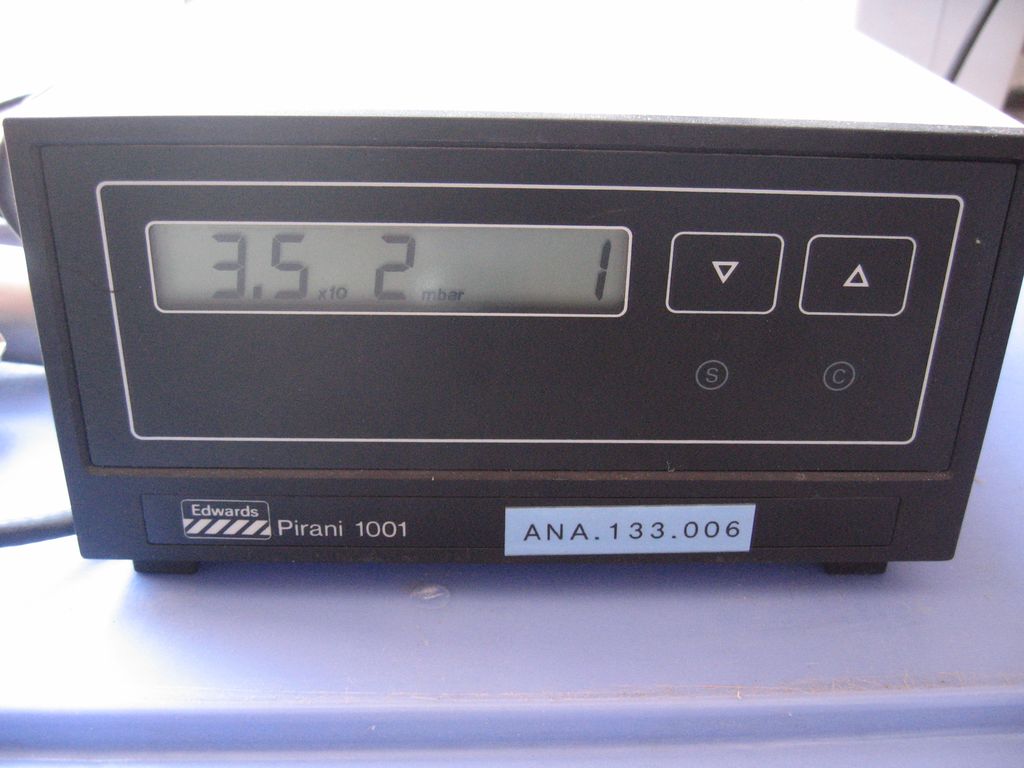 3.5 x10 2 mbar 1
S C
Edwards
Pirani 1001
ANA.133.006